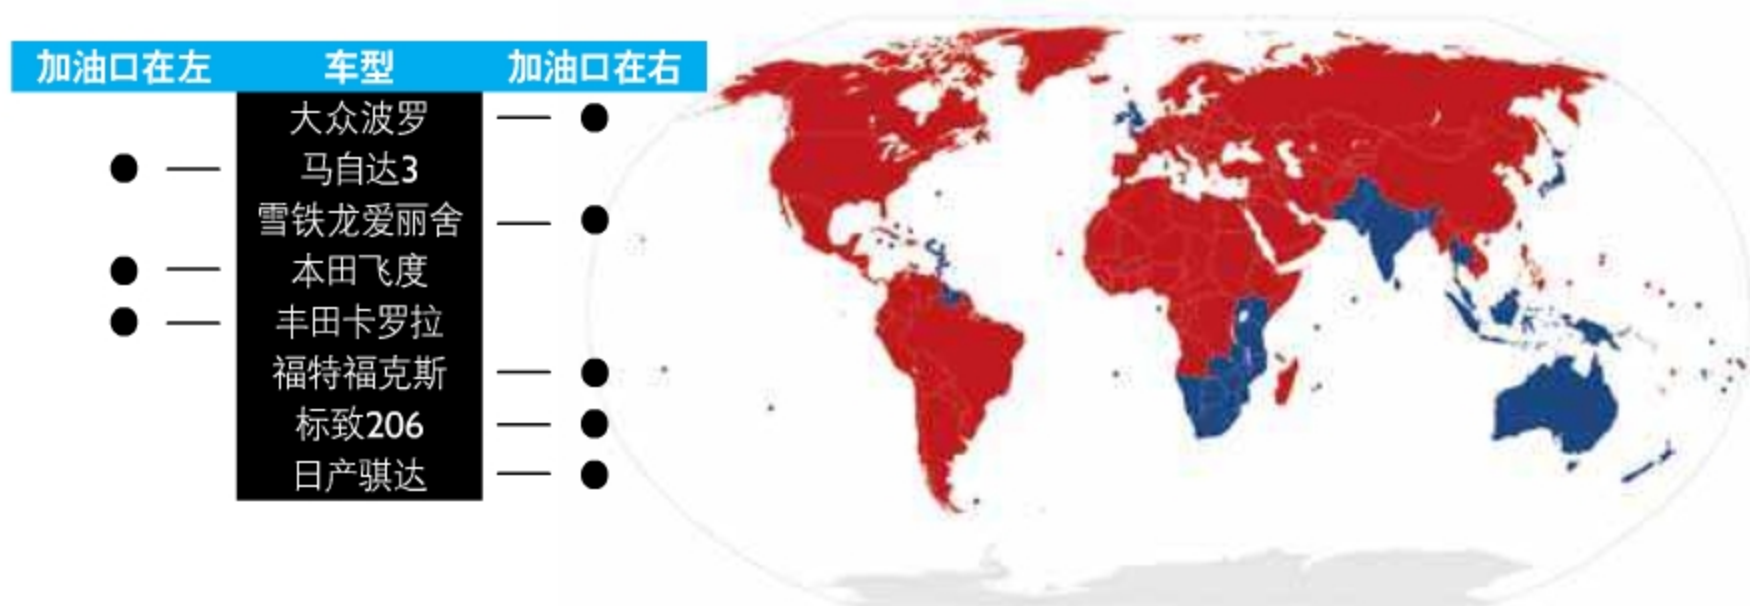 加油口在左 车型 加油口在右
大众波罗
马自达3
雪铁龙爱丽舍
本田飞度
丰田卡罗拉
福特福克斯
标致206
日产骐达